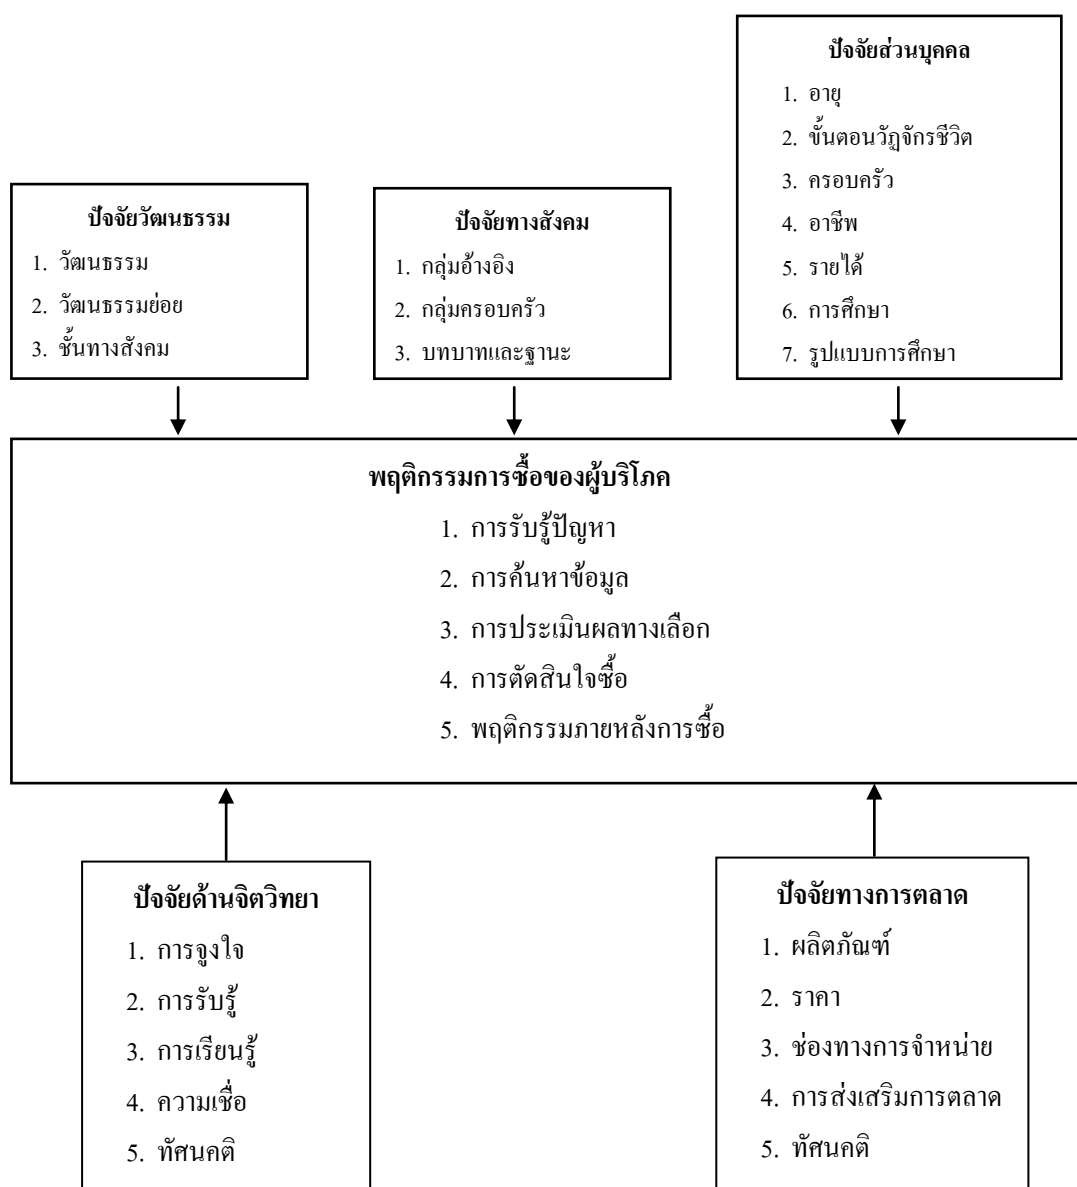 ปัจจัยส่วนบุคคล
1. อายุ
2. ขั้นตอนวัฏจักรชีวิต
3. ครอบครัว
4. อาชีพ
5. รายได้
6. การศึกษา
7. รูปแบบการศึกษา
ปัจจัยวัฒนธรรม
1. วัฒนธรรม
2. วัฒนธรรมย่อย
3. ชั้นทางสังคม
ปัจจัยทางสังคม
1. กลุ่มอ้างอิง
2. กลุ่มครอบครัว
3. บทบาทและฐานะ
พฤติกรรมการซื้อของผู้บริโภค
1. การรับรู้ปัญหา
2. การค้นหาข้อมูล
3. การประเมินผลทางเลือก
4. การตัดสินใจซื้อ
5. พฤติกรรมภายหลังการซื้อ
ปัจจัยด้านจิตวิทยา
1. การจูงใจ
2. การรับรู้
3. การเรียนรู้
4. ความเชื่อ
5. ทัศนคติ
ปัจจัยทางการตลาด
1. ผลิตภัณฑ์
2. ราคา
3. ช่องทางการจำหน่าย
4. การส่งเสริมการตลาด
5. ทัศนคติ